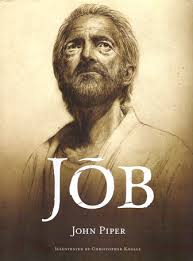 JŌB
JOHN PIPER
ILLUSTRATED BY CHRISTOPHER KOELLE